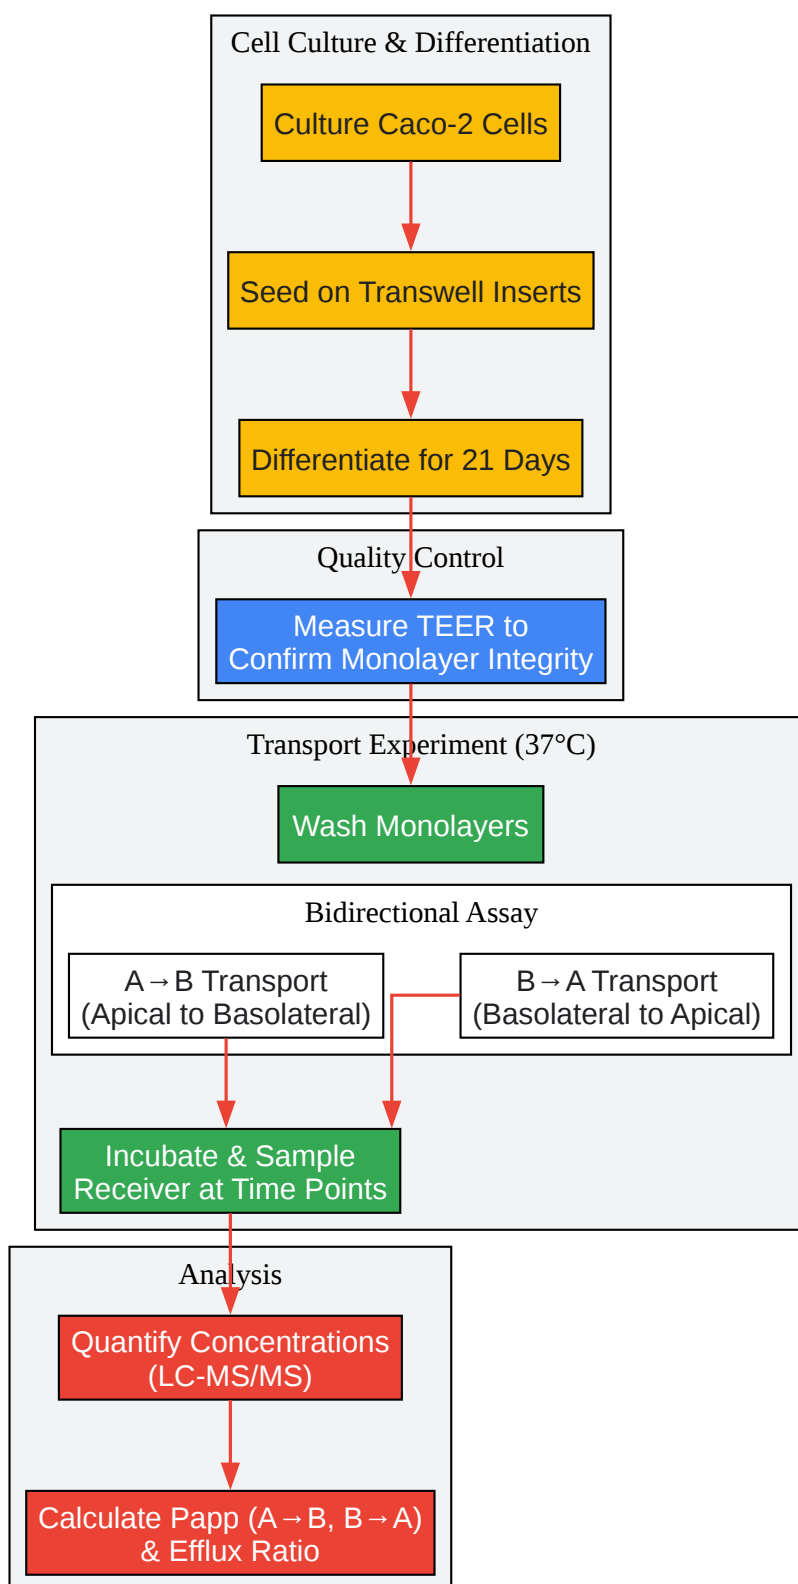 Cell Culture & Differentiation
Culture Caco-2 Cells
Seed on Transwell Inserts
Differentiate for 21 Days
Quality Control
Measure TEER to
Confirm Monolayer Integrity
Transport Experiment (37°C)
Wash Monolayers
Bidirectional Assay
A→B Transport
(Apical to Basolateral)
B→A Transport
(Basolateral to Apical)
Incubate & Sample
Receiver at Time Points
Analysis
Quantify Concentrations
(LC-MS/MS)
Calculate Papp (A→B, B→A)
& Efflux Ratio